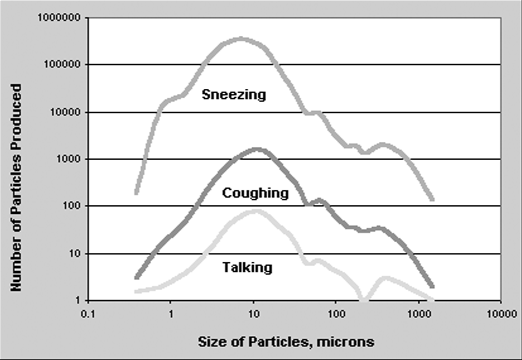 1000000
100000
10000
1000
100
10
1
Number of Particles Produced
Sneezing
Coughing
Talking
0.1 1 10 100 1000 10000
Size of Particles, microns